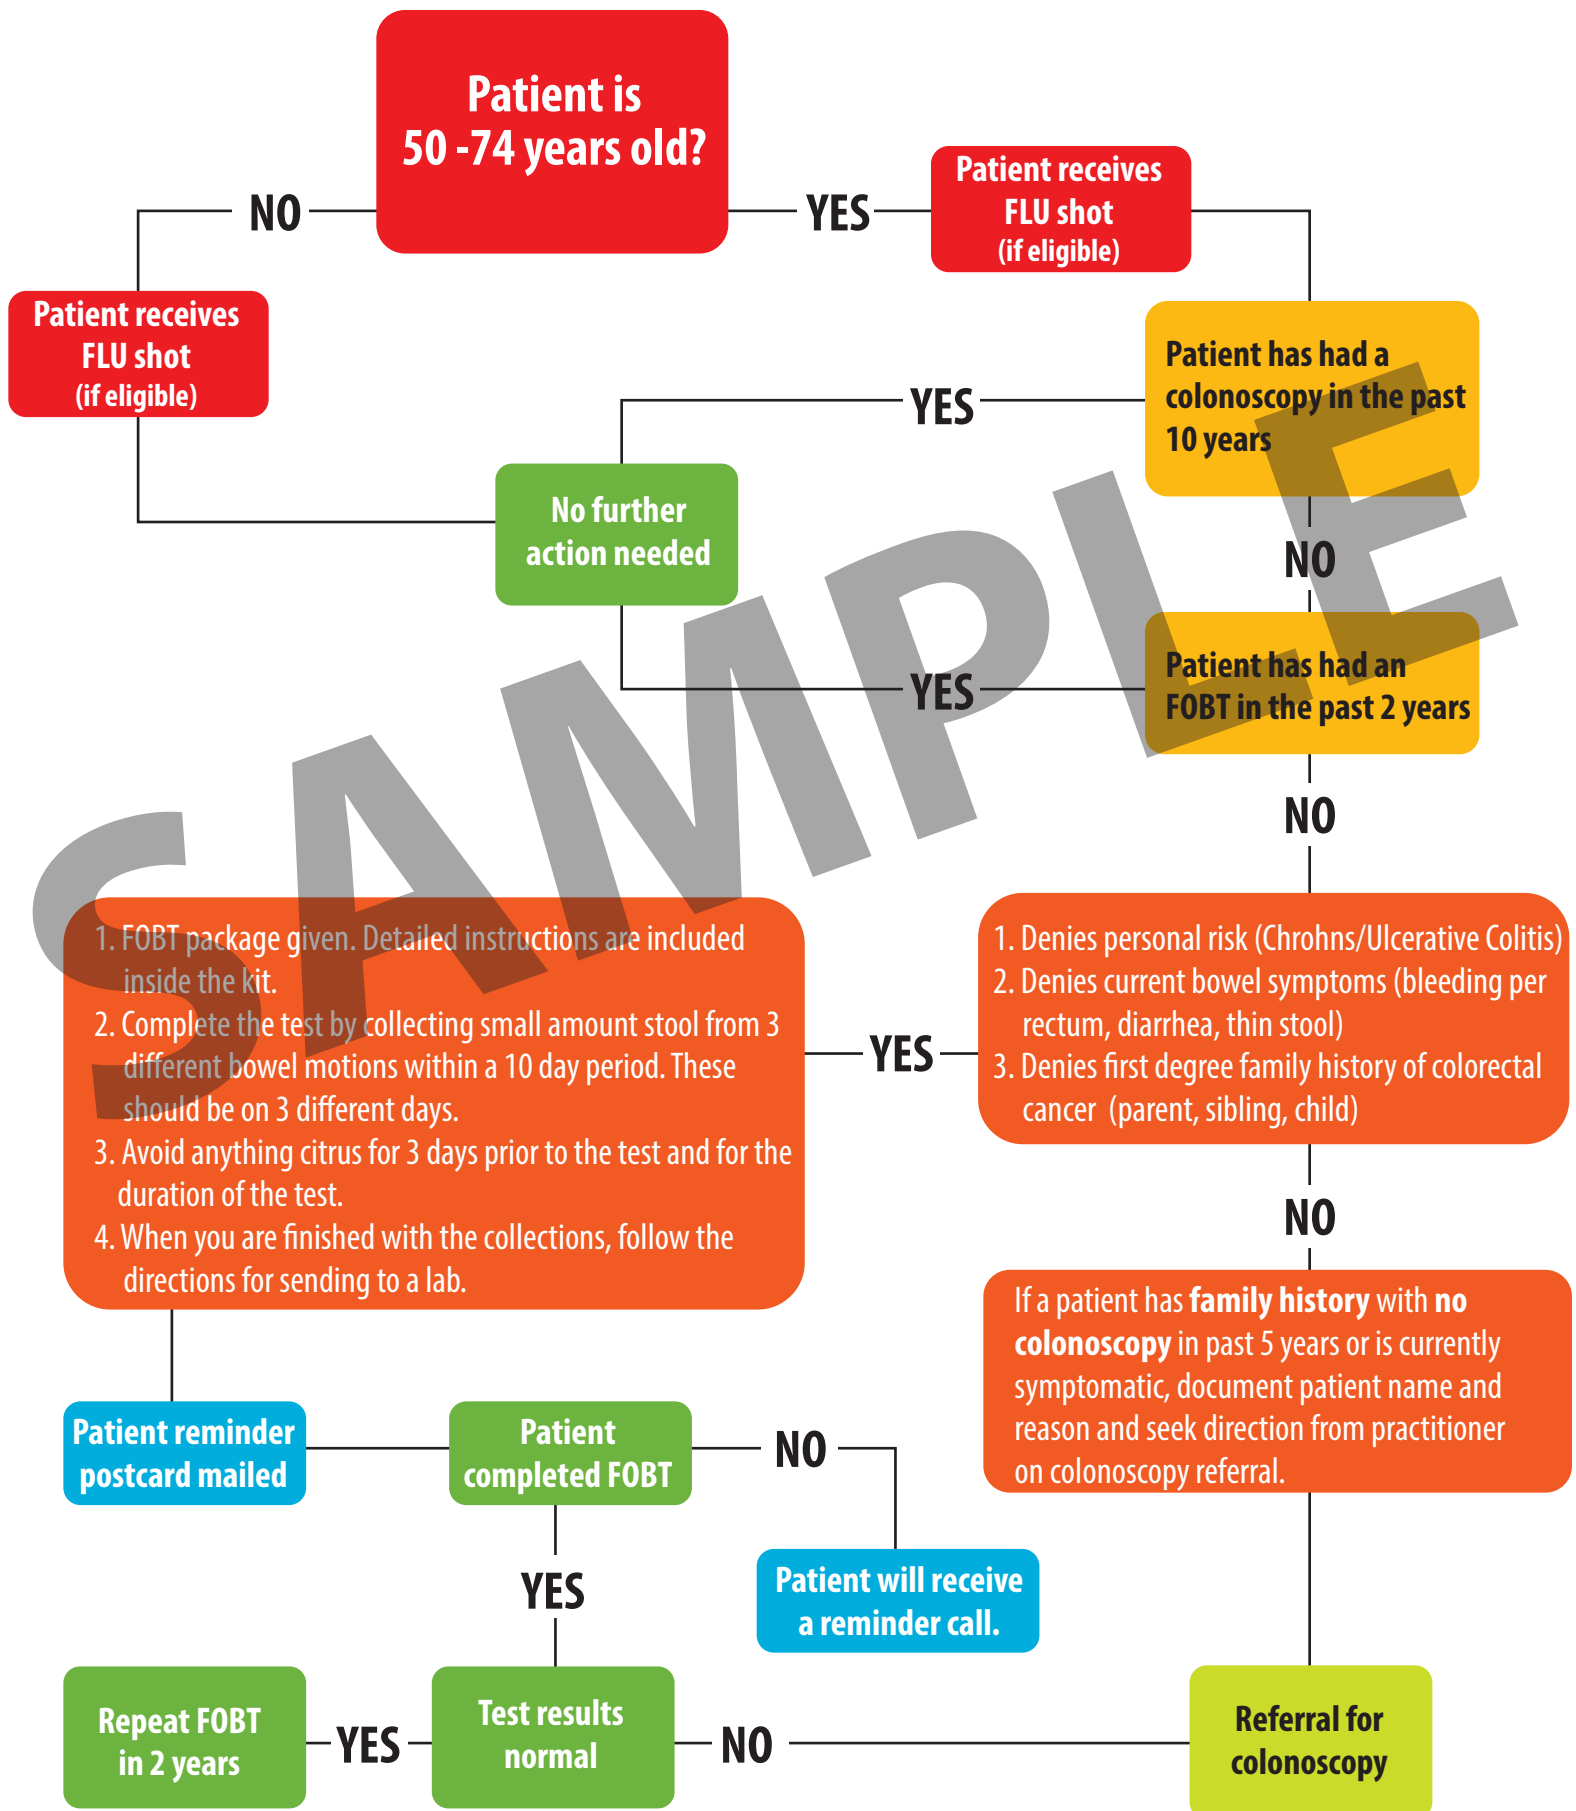 Patient is
50 -74 years old?
NO
YES
Patient receives
FLU shot
(if eligible)
Patient receives
FLU shot
(if eligible)
Patient has had a
colonoscopy in the past
10 years
YES
No further
action needed
NO
Patient has had an
FOBT in the past 2 years
YES
NO
SAMPLE
1. FOBT package given. Detailed instructions are included
inside the kit.
2. Complete the test by collecting small amount stool from 3
different bowel motions within a 10 day period. These
should be on 3 different days.
3. Avoid anything citrus for 3 days prior to the test and for the
duration of the test.
4. When you are finished with the collections, follow the
directions for sending to a lab.
YES
1. Denies personal risk (Chrohns/Ulcerative Colitis)
2. Denies current bowel symptoms (bleeding per
rectum, diarrhea, thin stool)
3. Denies first degree family history of colorectal
cancer (parent, sibling, child)
NO
If a patient has family history with no
colonoscopy in past 5 years or is currently
symptomatic, document patient name and
reason and seek direction from practitioner
on colonoscopy referral.
Patient reminder
postcard mailed
Patient
completed FOBT
NO
YES
Patient will receive
a reminder call.
Repeat FOBT
in 2 years
YES
Test results
normal
NO
Referral for
colonoscopy